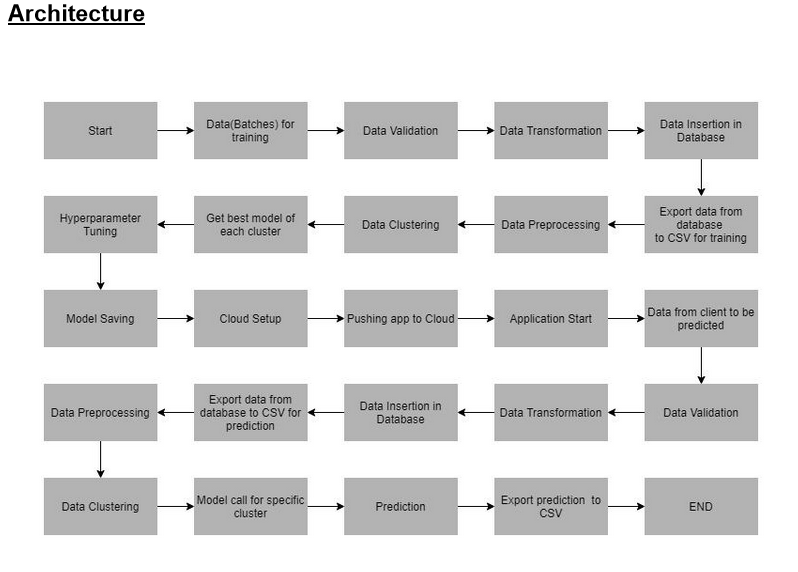 Architecture
Start
Data(Batches) for
training
Data Validation
Data Transformation
Data Insertion in
Database
Hyperparameter
Tuning
Get best model of
each cluster
Data Clustering
Data Preprocessing
Export data from
database
to CSV for training
Model Saving
Cloud Setup
Pushing app to Cloud
Application Start
Data from client to be
predicted
Data Preprocessing
Export data from
database to CSV for
prediction
Data Insertion in
Database
Data Transformation
Data Validation
Data Clustering
Model call for specific
cluster
Prediction
Export prediction to
CSV
END